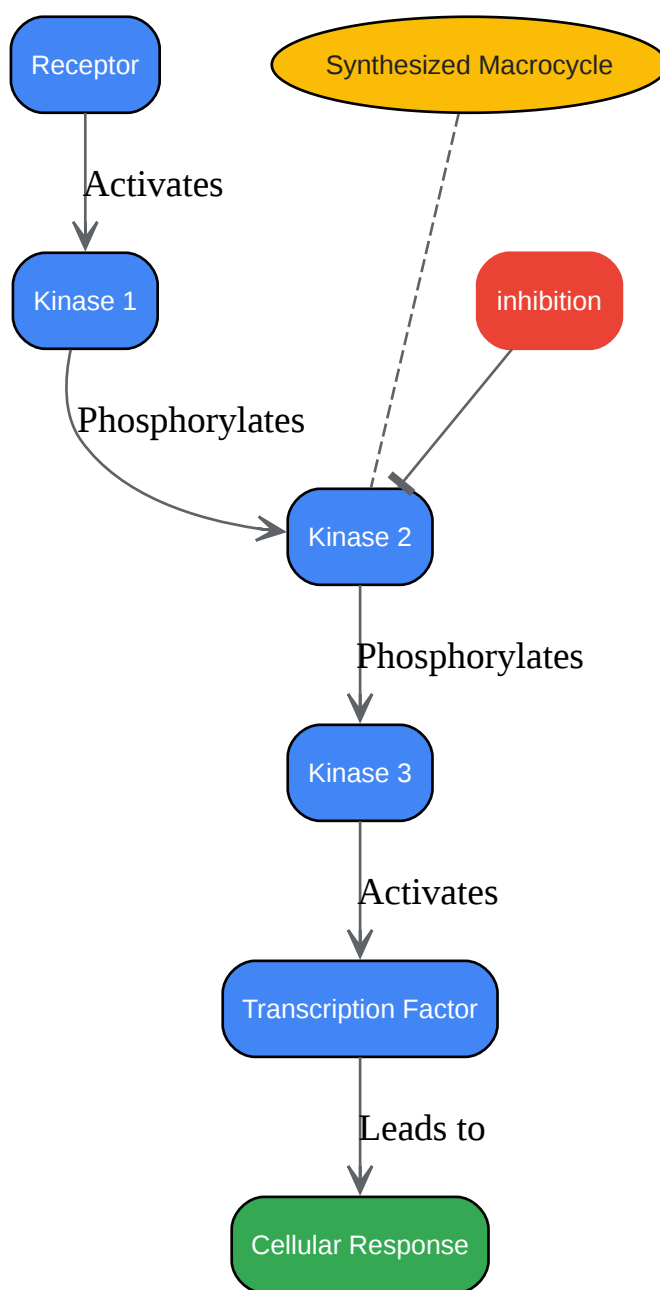 Receptor
Synthesized Macrocycle
Activates
Kinase 1
inhibition
Phosphorylates
Kinase 2
Phosphorylates
Kinase 3
Activates
Transcription Factor
Leads to
Cellular Response